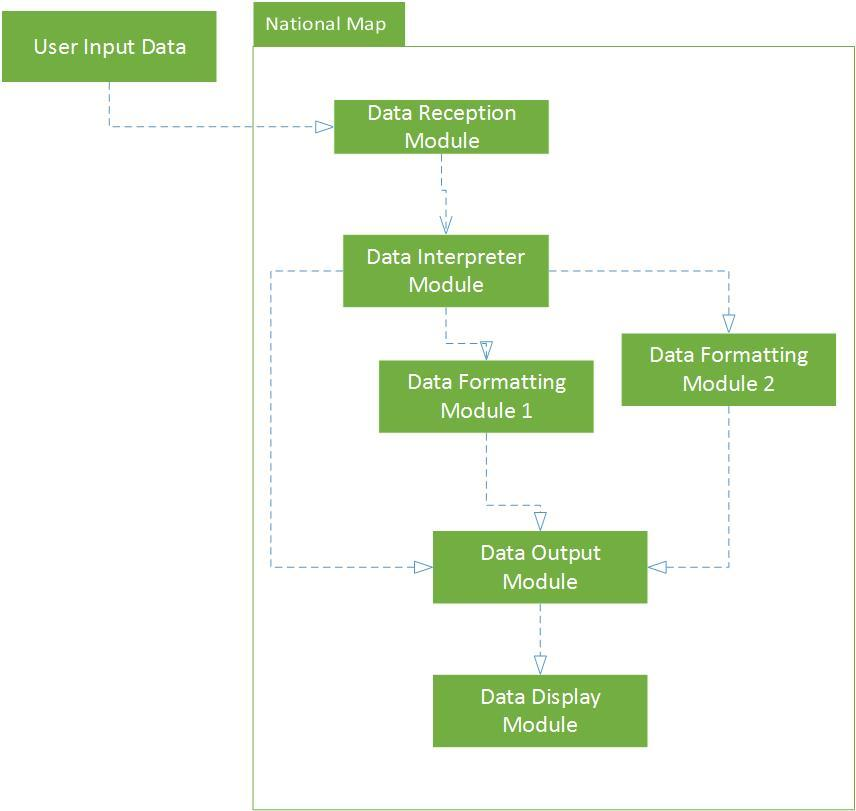 User Input Data
National Map
Data Reception
Module
Data Interpreter
Module
Data Formatting
Module 2
Data Formatting
Module 1
Data Output
Module
Data Display
Module